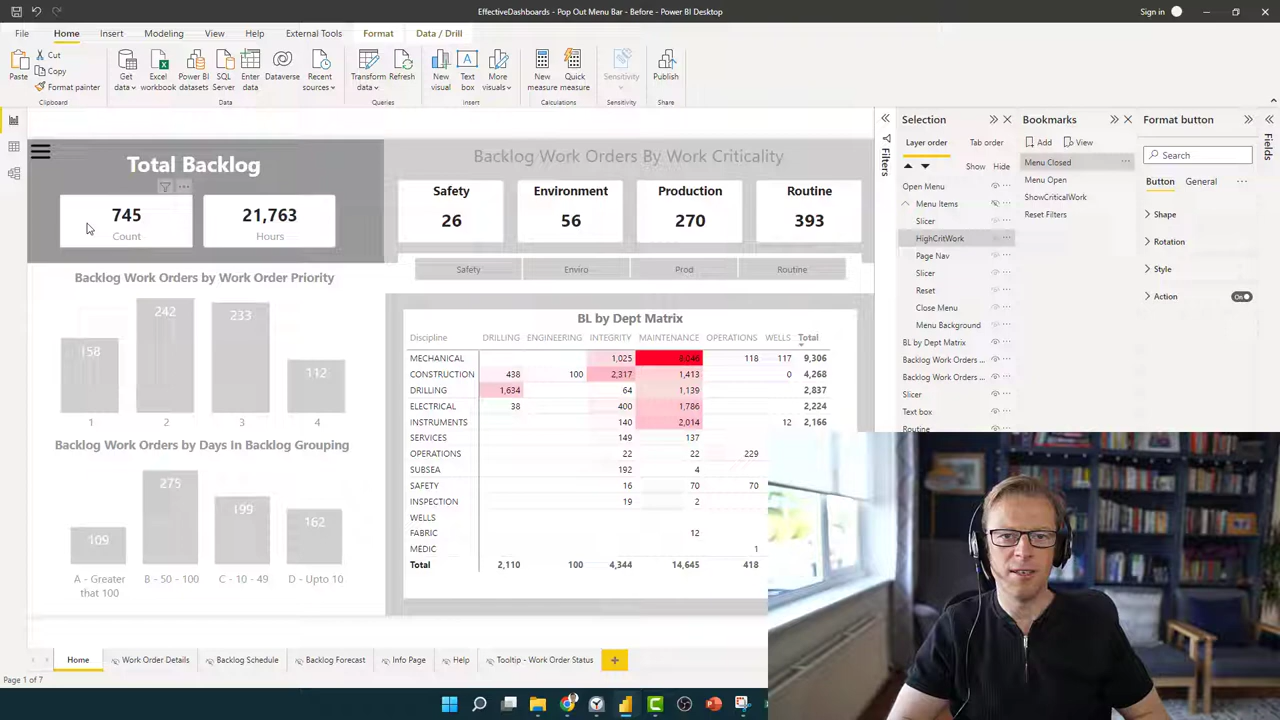 EffectiveDashboards - Pop Out Menu Bar - Before - Power BI Desktop
Sign in
File Home Insert Modeling View Help External Tools Format Data / Drill
Paste
Cut
Copy
Format painter
Get data
Excel workbook
Power BI datasets
SQL Server
Enter data
Dataverse
Recent sources
Transform data
Refresh
New visual
Text box
More visuals
New measure
Quick measure
Sensitivity
Publish
Clipboard Data Queries Insert Calculations Sensitivity Share
Total Backlog
745
Count
21,763
Hours
Backlog Work Orders By Work Criticality
Safety
26
Environment
56
Production
270
Routine
393
Safety Enviro Prod Routine
Backlog Work Orders by Work Order Priority
158 242 233 112
1 2 3 4
Backlog Work Orders by Days In Backlog Grouping
109 275 199 162
A - Greater that 100
B - 50 - 100
C - 10 - 49
D - Upto 10
BL by Dept Matrix
Discipline DRILLING ENGINEERING INTEGRITY MAINTENANCE OPERATIONS WELLS Total
MECHANICAL 1,025 8,046 118 117 9,306
CONSTRUCTION 438 100 2,317 1,413 0 4,268
DRILLING 1,634 64 1,139 2,837
ELECTRICAL 38 400 1,786 2,224
INSTRUMENTS 140 2,014 12 2,166
SERVICES 149 137
OPERATIONS 22 22 229
SUBSEA 192 4
SAFETY 16 70 70
INSPECTION 19 2
WELLS
FABRIC 12
MEDIC 1
Total 2,110 100 4,344 14,645 418
Filters
Selection
Layer order Tab order
Show Hide
Open Menu
Menu Items
Slicer
HighCritWork
Page Nav
Slicer
Reset
Close Menu
Menu Background
BL by Dept Matrix
Backlog Work Orders ...
Backlog Work Orders ...
Slicer
Text box
Routine
Bookmarks
Add View
Menu Closed
Menu Open
ShowCriticalWork
Reset Filters
Format button
Search
Button General
Shape
Rotation
Style
Action On
Fields
Home Work Order Details Backlog Schedule Backlog Forecast Info Page Help Tooltip - Work Order Status
Page 1 of 7